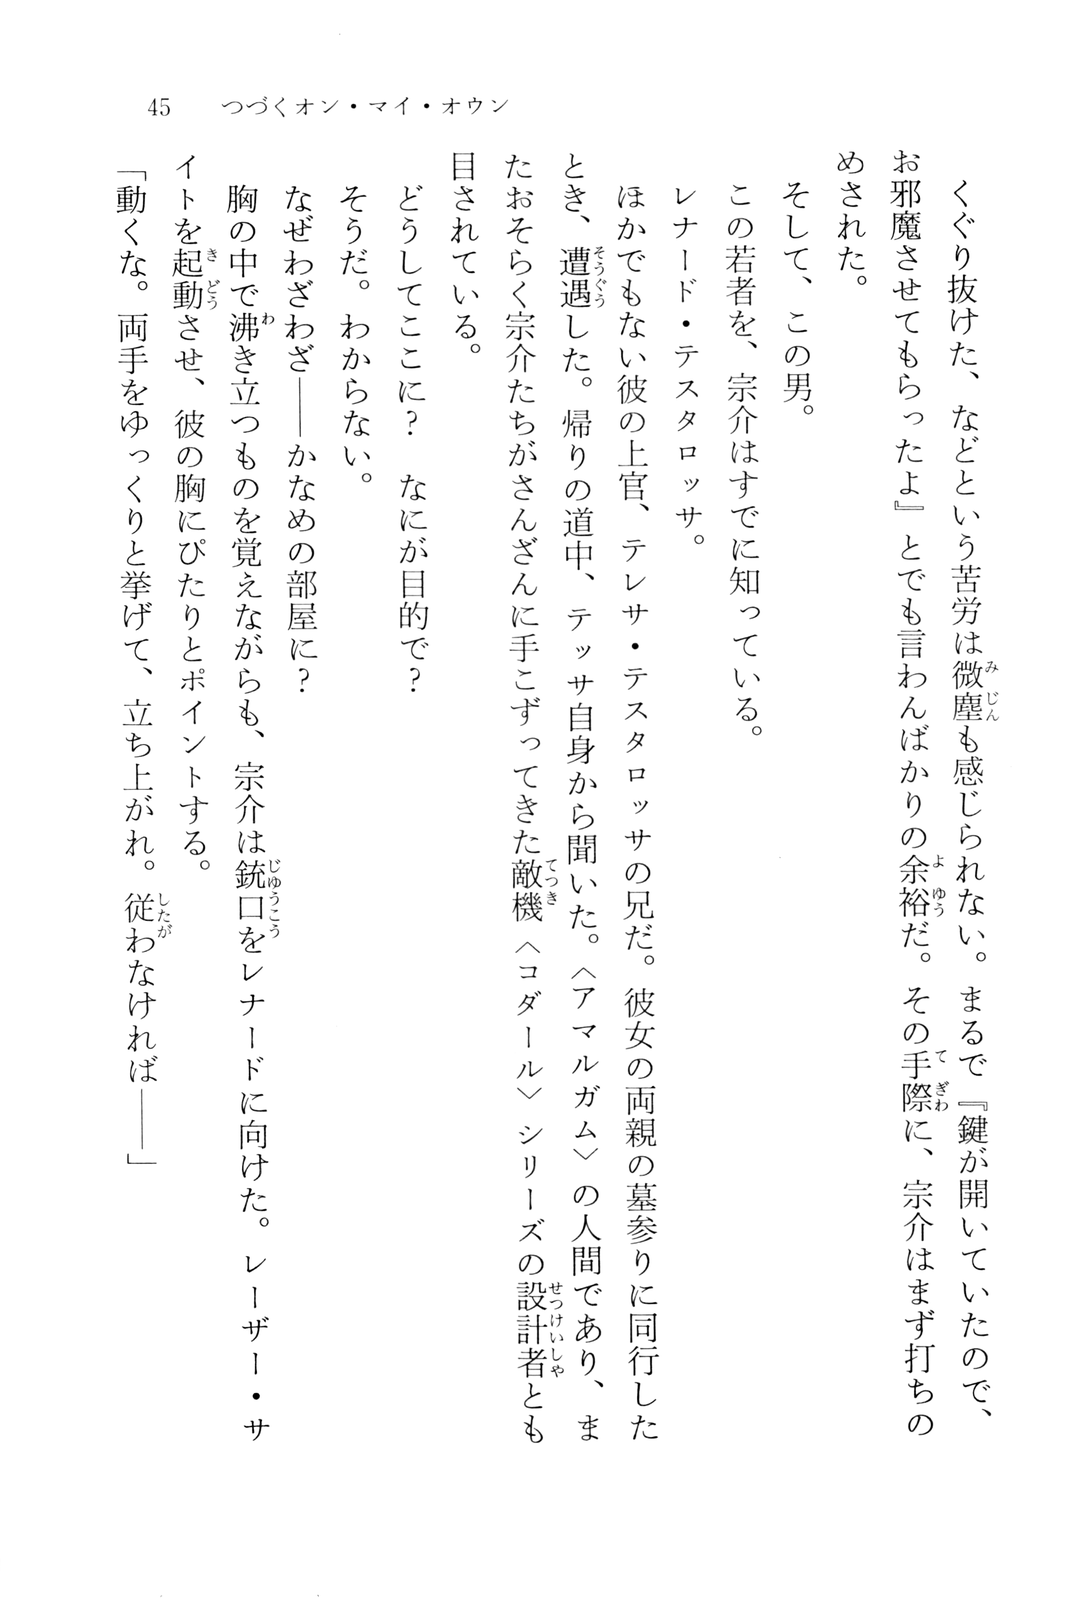 45　つづくオン・マイ・オウン
くぐり抜けた、などという苦労は微塵も感じられない。まるで『鍵が開いていたので、
お邪魔させてもらったよ』とでも言わんばかりの余裕だ。その手際に、宗介はまず打ちの
めされた。
そして、この男。
この若者を、宗介はすでに知っている。
レナード・テスタロッサ。
ほかでもない彼の上官、テレサ・テスタロッサの兄だ。彼女の両親の墓参りに同行した
とき、遭遇した。帰りの道中、テッサ自身から聞いた。〈アマルガム〉の人間であり、ま
たおそらく宗介たちがさんざんに手こずってきた敵機〈コダール〉シリーズの設計者とも
目されている。
どうしてここに？　なにが目的で？
そうだ。わからない。
なぜわざわざ――かなめの部屋に？
胸の中で沸き立つものを覚えながらも、宗介は銃口をレナードに向けた。レーザー・サ
イトを起動させ、彼の胸にぴたりとポイントする。
「動くな。両手をゆっくりと挙げて、立ち上がれ。従わなければ――」